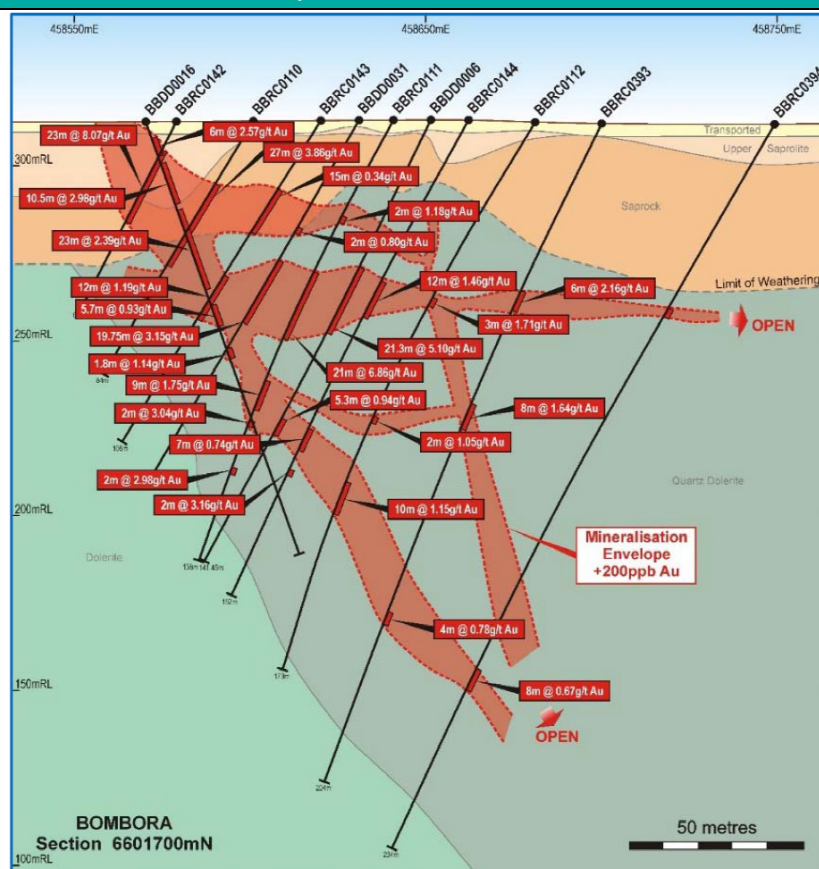 458550mE
458650mE
458750mE
BBDD0016
BBRC0142
BBRC0110
BBRC0143
BBDD0031
BBRC0111
BBDD0006
BBRC0144
BBRC0112
BBRC0393
BBRC0394
Transported
Upper Saprolite
Saprock
Limit of Weathering
300mRL
250mRL
200mRL
150mRL
100mRL
23m @ 8.07g/t Au
6m @ 2.57g/t Au
27m @ 3.86g/t Au
15m @ 0.34g/t Au
10.5m @ 2.98g/t Au
2m @ 1.18g/t Au
23m @ 2.39g/t Au
2m @ 0.80g/t Au
12m @ 1.19g/t Au
12m @ 1.46g/t Au
6m @ 2.16g/t Au
5.7m @ 0.93g/t Au
3m @ 1.71g/t Au
OPEN
19.75m @ 3.15g/t Au
21.3m @ 5.10g/t Au
1.8m @ 1.14g/t Au
21m @ 6.86g/t Au
9m @ 1.75g/t Au
5.3m @ 0.94g/t Au
8m @ 1.64g/t Au
2m @ 3.04g/t Au
7m @ 0.74g/t Au
2m @ 1.05g/t Au
2m @ 2.98g/t Au
2m @ 3.16g/t Au
10m @ 1.15g/t Au
Quartz Dolerite
Dolerite
Mineralisation
Envelope
+200ppb Au
4m @ 0.78g/t Au
8m @ 0.67g/t Au
OPEN
84m
106m
138m
152m
173m
224m
234m
BOMBORA
Section 6601700mN
50 metres